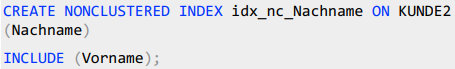 CREATE NONCLUSTERED INDEX idx_nc_Nachname ON KUNDE2
(Nachname)
INCLUDE (Vorname);